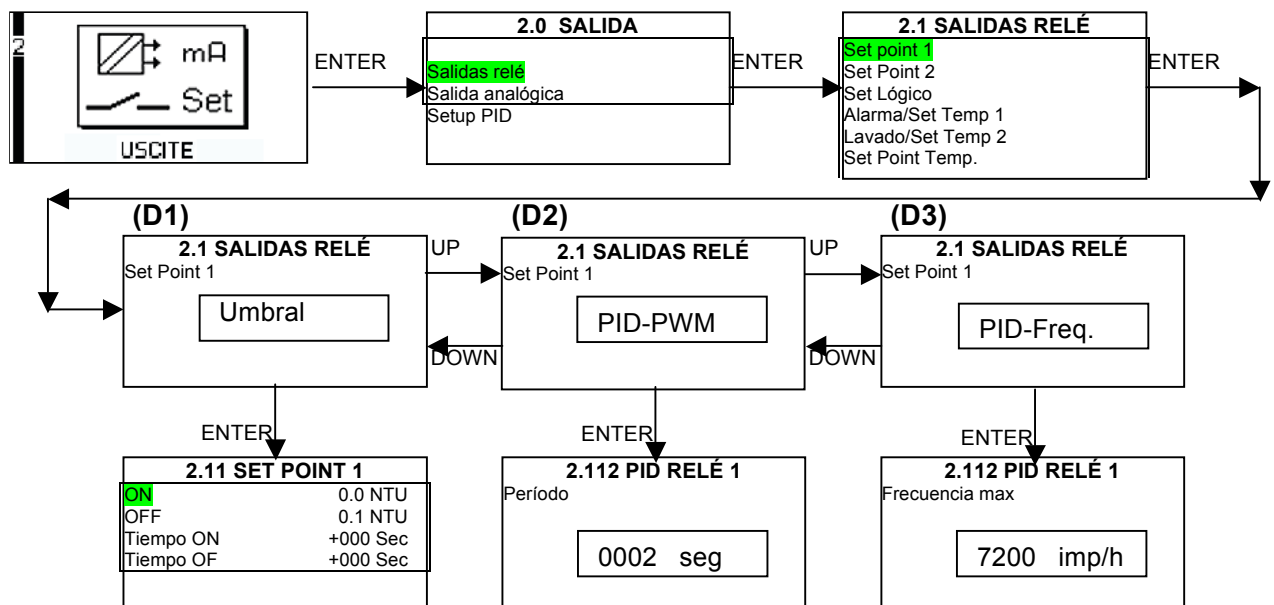 2
mA
Set
USCITE
ENTER
2.0 SALIDA
Salidas relé
Salida analógica
Setup PID
ENTER
2.1 SALIDAS RELÉ
Set point 1
Set Point 2
Set Lógico
Alarma/Set Temp 1
Lavado/Set Temp 2
Set Point Temp.
ENTER
(D1)
2.1 SALIDAS RELÉ
Set Point 1
Umbral
UP
DOWN
(D2)
2.1 SALIDAS RELÉ
Set Point 1
PID-PWM
UP
DOWN
(D3)
2.1 SALIDAS RELÉ
Set Point 1
PID-Freq.
ENTER
2.11 SET POINT 1
ON 0.0 NTU
OFF 0.1 NTU
Tiempo ON +000 Sec
Tiempo OF +000 Sec
ENTER
2.112 PID RELÉ 1
Período
0002 seg
ENTER
2.112 PID RELÉ 1
Frecuencia max
7200 imp/h